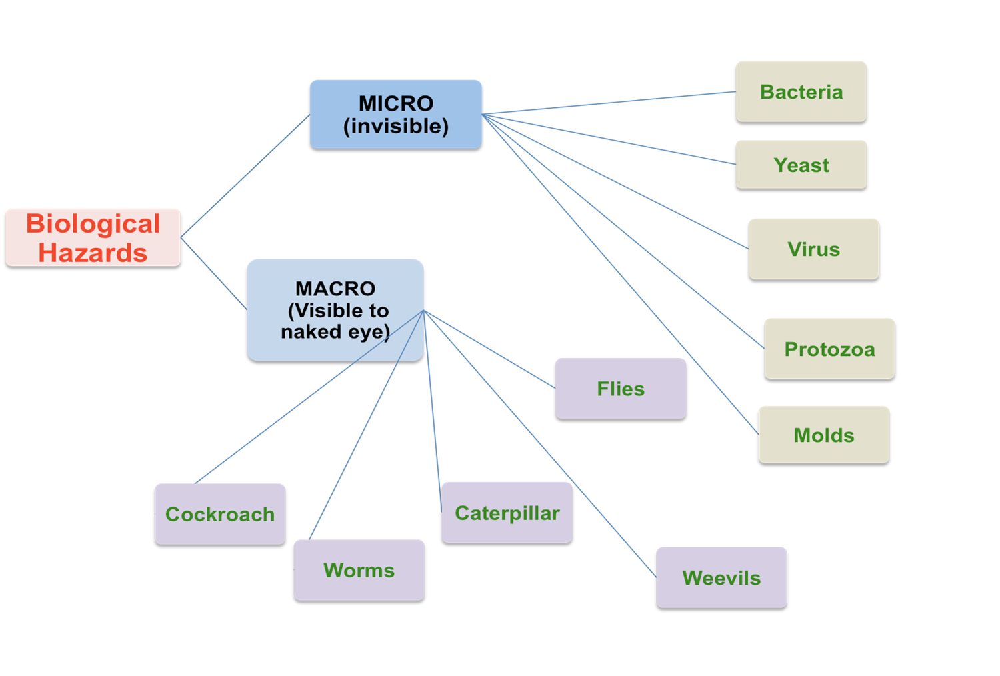 Biological
Hazards
MICRO
(invisible)
MACRO
(Visible to
naked eye)
Bacteria
Yeast
Virus
Protozoa
Molds
Flies
Cockroach
Worms
Caterpillar
Weevils